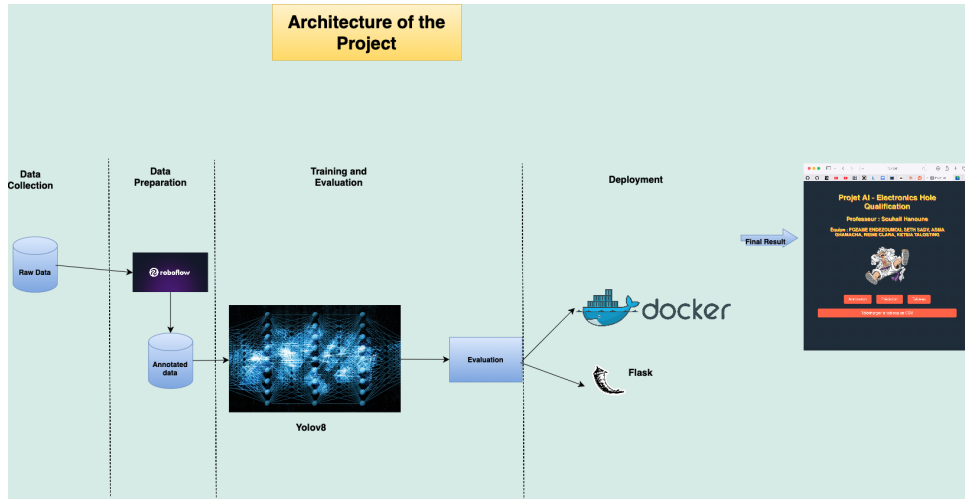 Architecture of the
Project
Data
Collection
Data
Preparation
Training and
Evaluation
Deployment
Raw Data
roboflow
Annotated
data
Yolov8
Evaluation
docker
Flask
Final Result
Projet AI - Electronics Hole
Qualification
Professeur : Souhail Hanoune